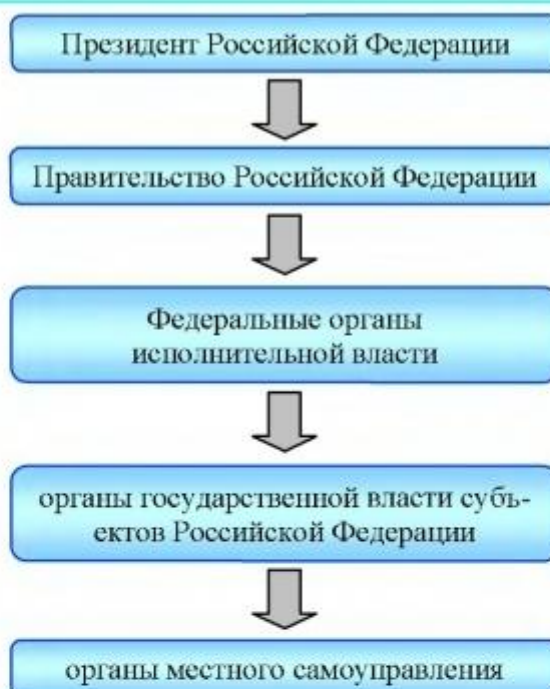 Президент Российской Федерации
Правительство Российской Федерации
Федеральные органы
исполнительной власти
органы государственной власти субъ-
ектов Российской Федерации
органы местного самоуправления